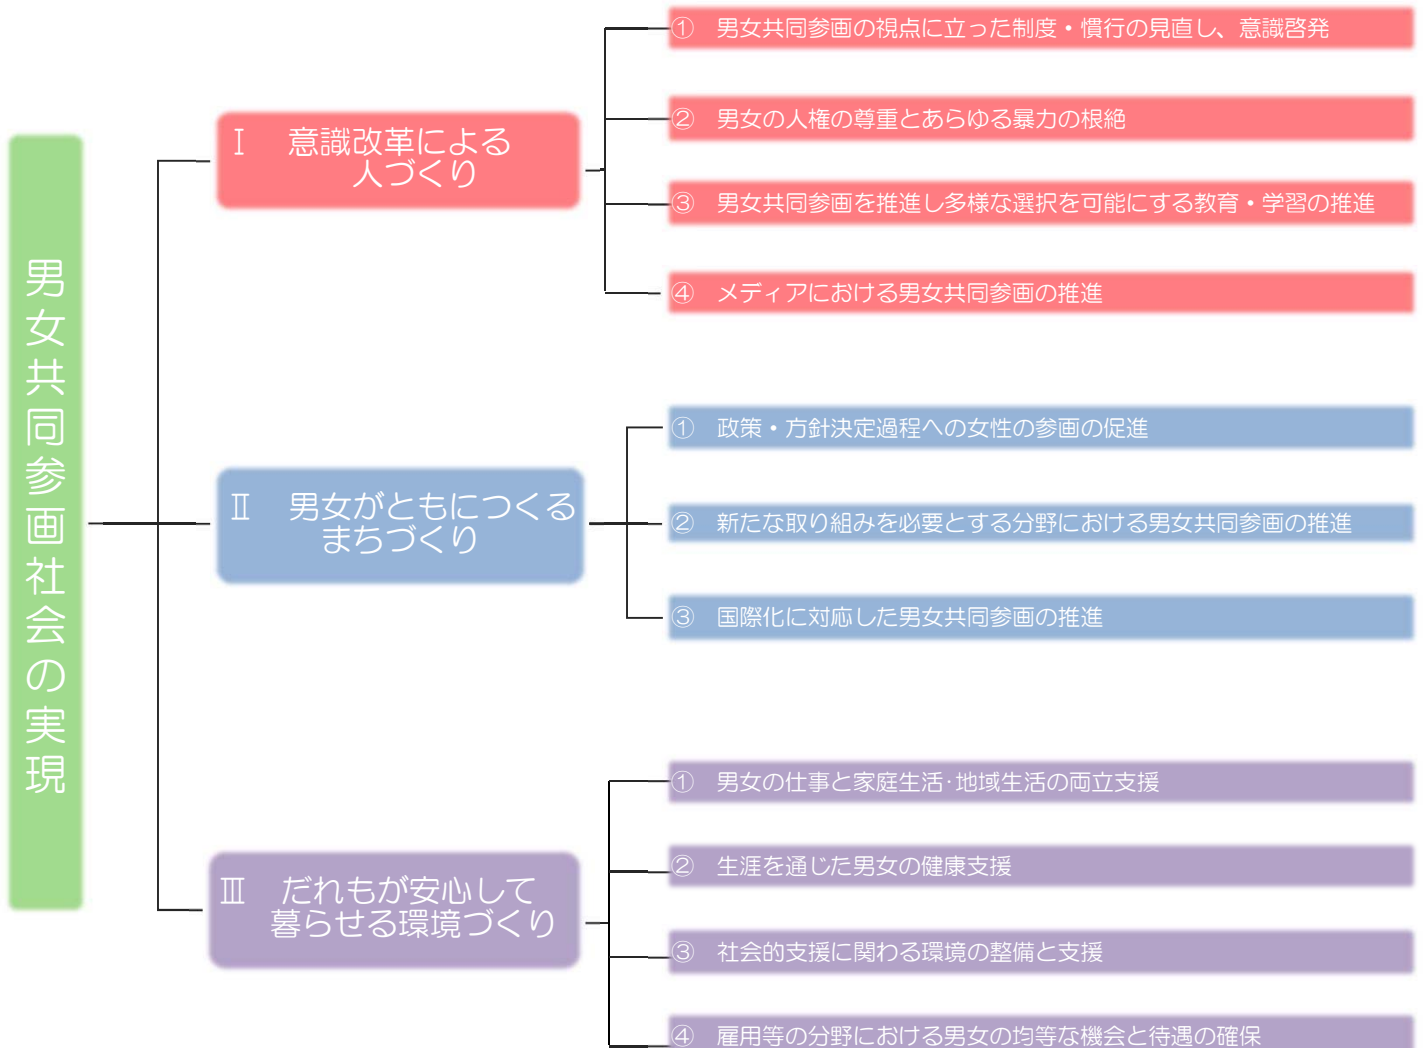 男女共同参画社会の実現
Ⅰ 意識改革による
人づくり
① 男女共同参画の視点に立った制度・慣行の見直し、意識啓発
② 男女の人権の尊重とあらゆる暴力の根絶
③ 男女共同参画を推進し多様な選択を可能にする教育・学習の推進
④ メディアにおける男女共同参画の推進
Ⅱ 男女がともにつくる
まちづくり
① 政策・方針決定過程への女性の参画の促進
② 新たな取り組みを必要とする分野における男女共同参画の推進
③ 国際化に対応した男女共同参画の推進
Ⅲ だれもが安心して
暮らせる環境づくり
① 男女の仕事と家庭生活･地域生活の両立支援
② 生涯を通じた男女の健康支援
③ 社会的支援に関わる環境の整備と支援
④ 雇用等の分野における男女の均等な機会と待遇の確保